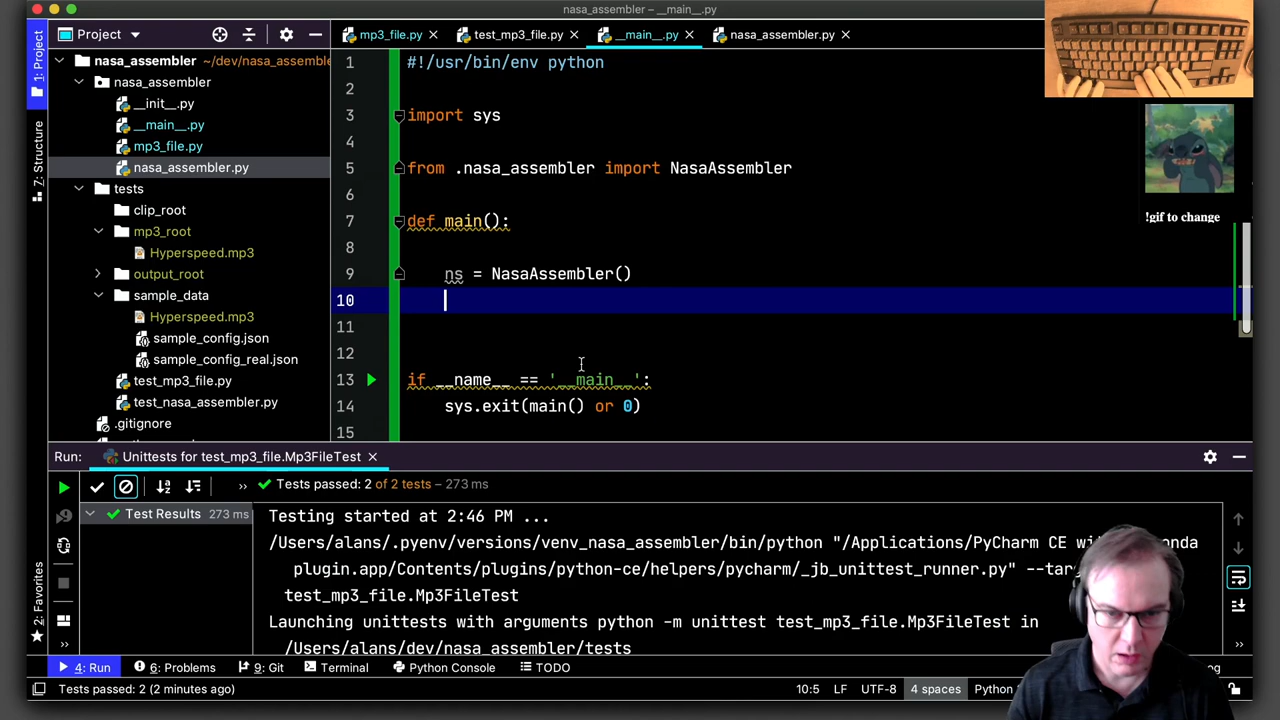 nasa_assembler – __main__.py
Project
mp3_file.py
test_mp3_file.py
__main__.py
nasa_assembler.py
1: Project
7: Structure
2: Favorites
nasa_assembler ~/dev/nasa_assemble
nasa_assembler
__init__.py
__main__.py
mp3_file.py
nasa_assembler.py
tests
clip_root
mp3_root
Hyperspeed.mp3
output_root
sample_data
Hyperspeed.mp3
sample_config.json
sample_config_real.json
test_mp3_file.py
test_nasa_assembler.py
.gitignore
1 #!/usr/bin/env python
2
3 import sys
4
5 from .nasa_assembler import NasaAssembler
6
7 def main():
8
9 ns = NasaAssembler()
10
11
12
13 if __name__ == '__main__':
14 sys.exit(main() or 0)
15
!gif to change
Run: Unittests for test_mp3_file.Mp3FileTest
Tests passed: 2 of 2 tests – 273 ms
Test Results 273 ms
Testing started at 2:46 PM ...
/Users/alans/.pyenv/versions/venv_nasa_assembler/bin/python "/Applications/PyCharm CE wi onda
plugin.app/Contents/plugins/python-ce/helpers/pycharm/_jb_unittest_runner.py" --ta
test_mp3_file.Mp3FileTest
Launching unittests with arguments python -m unittest test_mp3_file.Mp3FileTest in
/Users/alans/dev/nasa_assembler/tests
4: Run
6: Problems
9: Git
Terminal
Python Console
TODO
og
Tests passed: 2 (2 minutes ago)
10:5 LF UTF-8 4 spaces Python